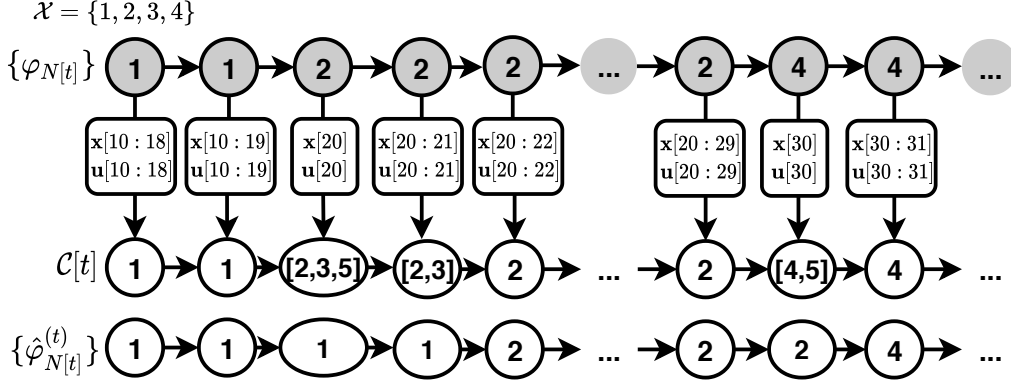 𝒳 = {1, 2, 3, 4}
{φ_{N[t]}} 1 1 2 2 2 ... 2 4 4 ...
x[10 : 18] x[10 : 19] x[20] x[20 : 21] x[20 : 22] x[20 : 29] x[30] x[30 : 31]
u[10 : 18] u[10 : 19] u[20] u[20 : 21] u[20 : 22] u[20 : 29] u[30] u[30 : 31]
𝒞[t] 1 1 [2,3,5] [2,3] 2 ... 2 [4,5] 4 ...
{φ̂_{N[t]}^{(t)}} 1 1 1 1 2 ... 2 2 4 ...